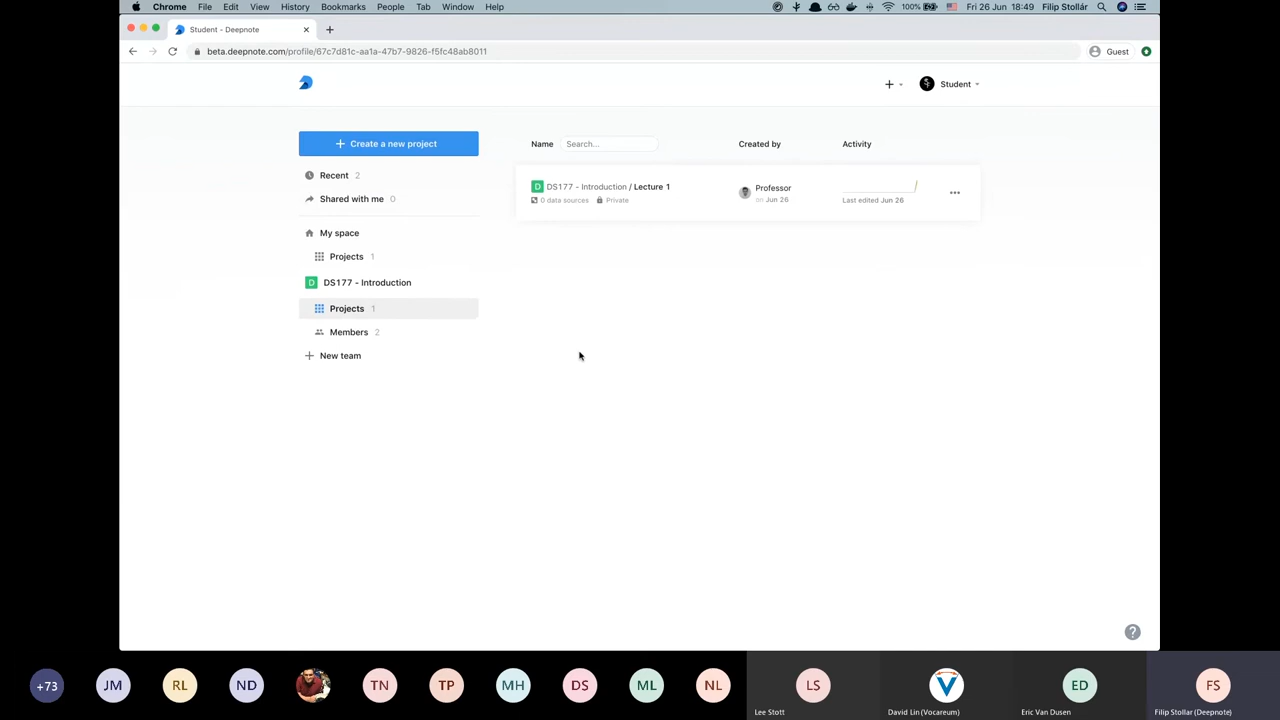 Chrome File Edit View History Bookmarks People Tab Window Help 100% Fri 26 Jun 18:49 Filip Stollár
Student - Deepnote
beta.deepnote.com/profile/67c7d81c-aa1a-47b7-9826-f5fc48ab8011 Guest
Student
+ Create a new project
Name Search... Created by Activity
Recent 2
Shared with me 0
D DS177 - Introduction / Lecture 1
0 data sources Private
Professor
on Jun 26
Last edited Jun 26
My space
Projects 1
D DS177 - Introduction
Projects 1
Members 2
+ New team
?
+73 JM RL ND TN TP MH DS ML NL LS V ED FS
Lee Stott David Lin (Vocareum) Eric Van Dusen Filip Stollar (Deepnote)